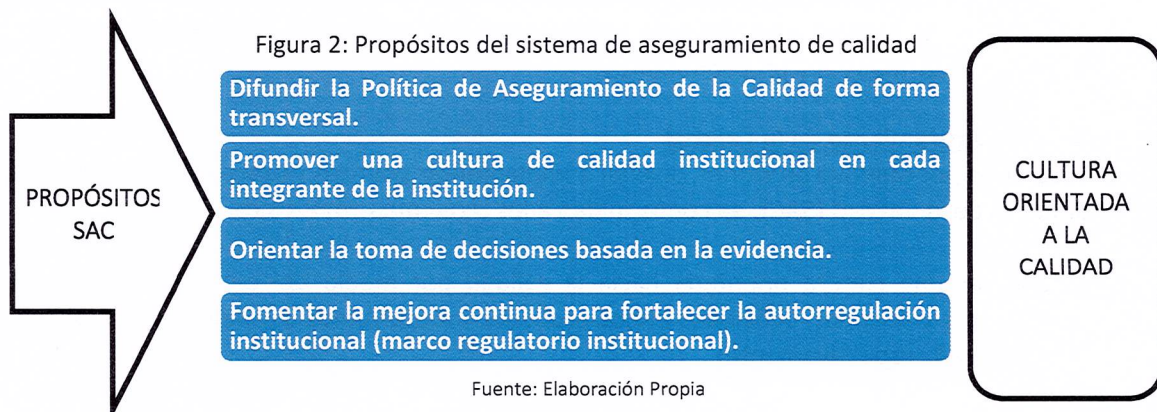 Figura 2: Propósitos del sistema de aseguramiento de calidad
PROPÓSITOS
SAC
Difundir la Política de Aseguramiento de la Calidad de forma
transversal.
Promover una cultura de calidad institucional en cada
integrante de la institución.
Orientar la toma de decisiones basada en la evidencia.
Fomentar la mejora continua para fortalecer la autorregulación
institucional (marco regulatorio institucional).
CULTURA
ORIENTADA
A LA
CALIDAD
Fuente: Elaboración Propia